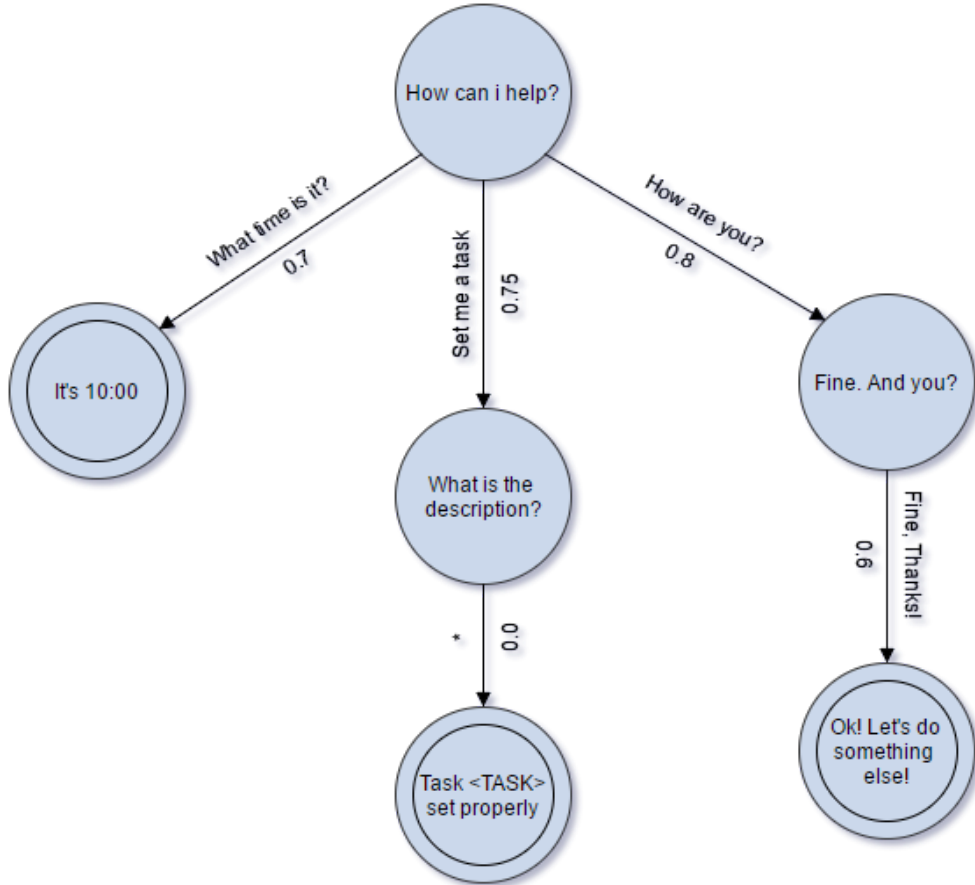 How can i help?
What time is it?
0.7
Set me a task
0.75
How are you?
0.8
It's 10:00
What is the
description?
Fine. And you?
*
0.0
Fine, Thanks!
0.6
Task <TASK>
set properly
Ok! Let's do
something
else!